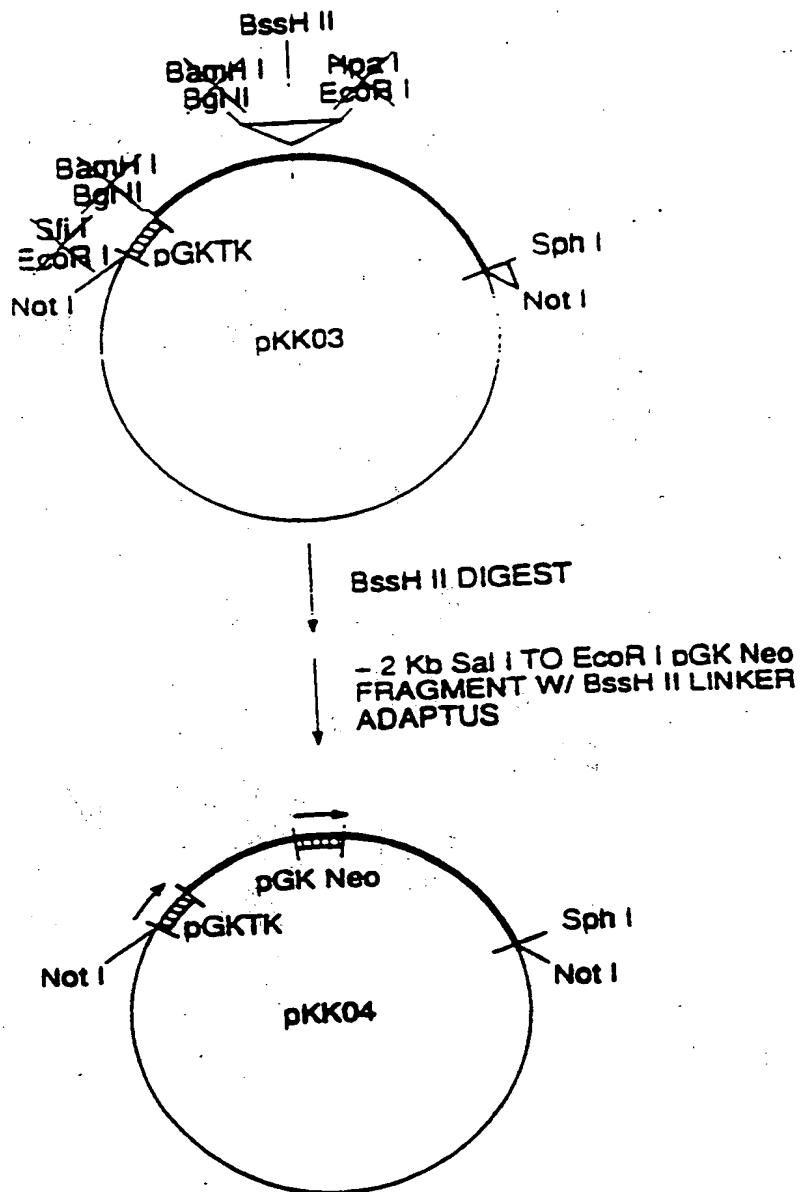 BssH II
BamH I
Bgl II
Hpa I
EcoR I
BamH I
Bgl II
Sfi I
EcoR I
pGKTK
Not I
Sph I
Not I
pKK03
BssH II DIGEST
~ 2 Kb Sal I TO EcoR I pGK Neo
FRAGMENT W/ BssH II LINKER
ADAPTUS
pGK Neo
pGKTK
Not I
Sph I
Not I
pKK04